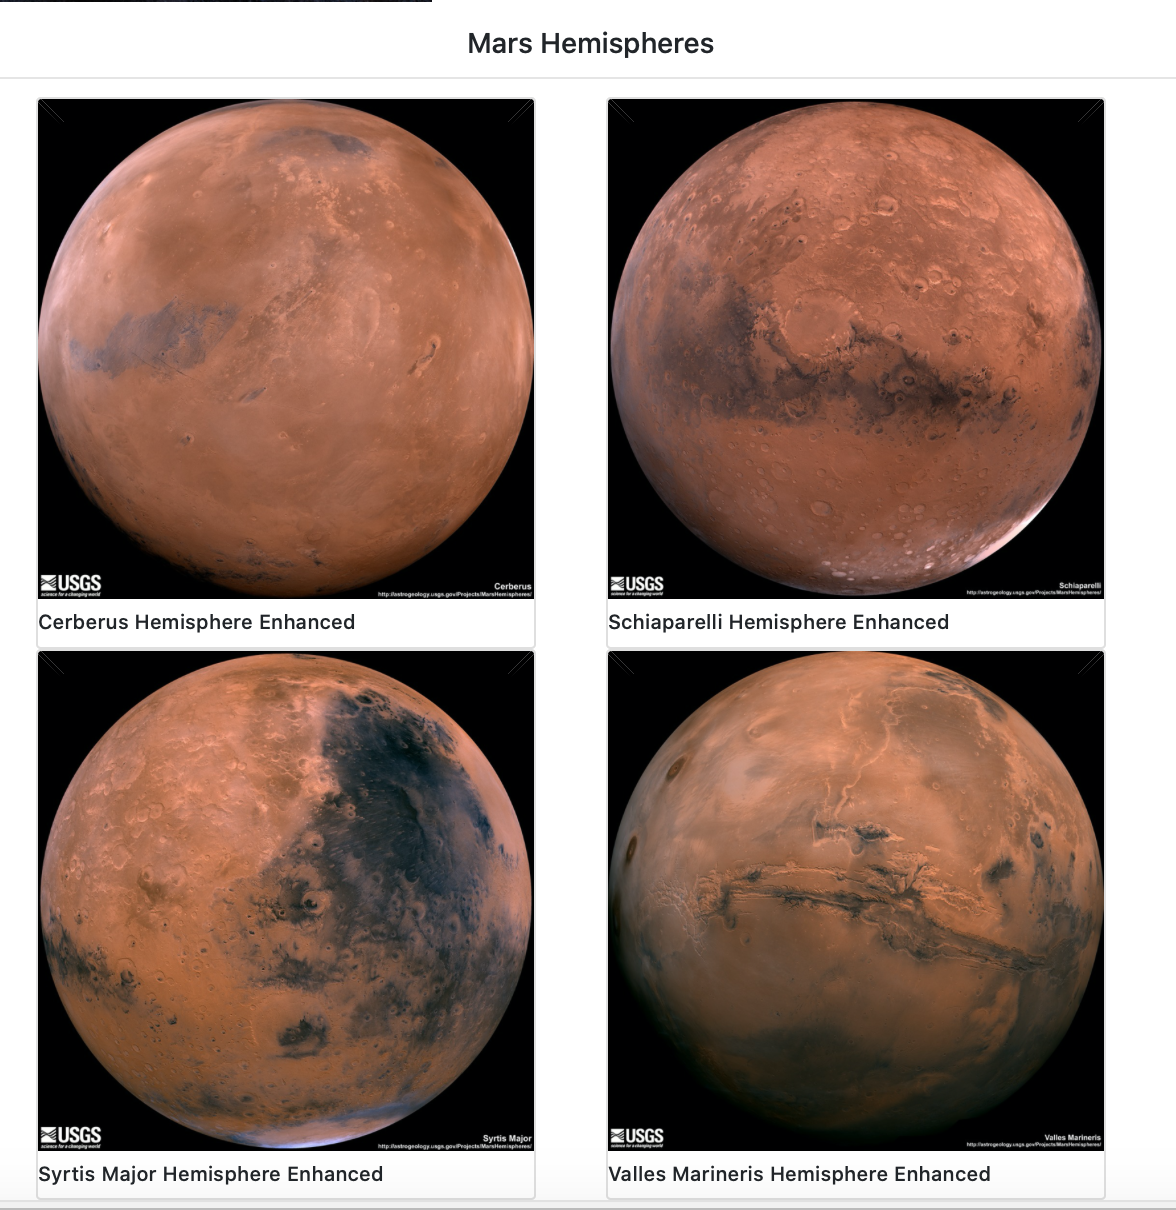 Mars Hemispheres
USGS
science for a changing world
Cerberus
http://astrogeology.usgs.gov/Projects/MarsHemispheres/
Cerberus Hemisphere Enhanced
USGS
science for a changing world
Schiaparelli
http://astrogeology.usgs.gov/Projects/MarsHemispheres/
Schiaparelli Hemisphere Enhanced
USGS
science for a changing world
Syrtis Major
http://astrogeology.usgs.gov/Projects/MarsHemispheres/
Syrtis Major Hemisphere Enhanced
USGS
science for a changing world
Valles Marineris
http://astrogeology.usgs.gov/Projects/MarsHemispheres/
Valles Marineris Hemisphere Enhanced